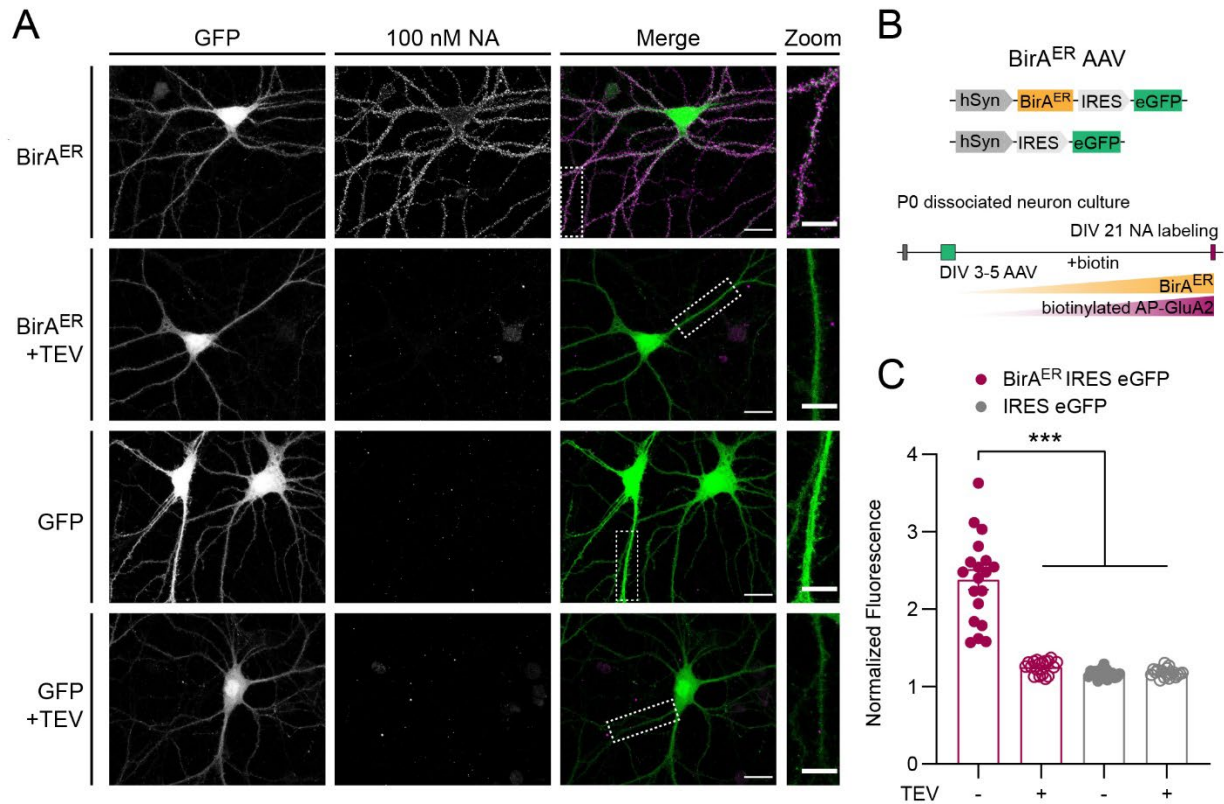 A
GFP
100 nM NA
Merge
Zoom
BirA^ER
BirA^ER
+TEV
GFP
GFP
+TEV
B
BirA^ER AAV
hSyn BirA^ER IRES eGFP
hSyn IRES eGFP
P0 dissociated neuron culture
DIV 21 NA labeling
+biotin
DIV 3-5 AAV
BirA^ER
biotinylated AP-GluA2
C
BirA^ER IRES eGFP
IRES eGFP
***
Normalized Fluorescence
4
3
2
1
0
TEV - + - +